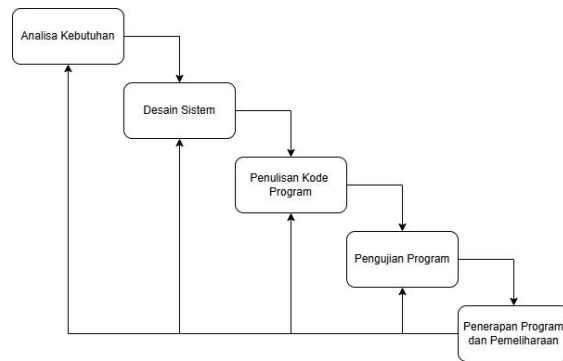 Analisa Kebutuhan
Desain Sistem
Penulisan Kode
Program
Pengujian Program
Penerapan Program
dan Pemeliharaan